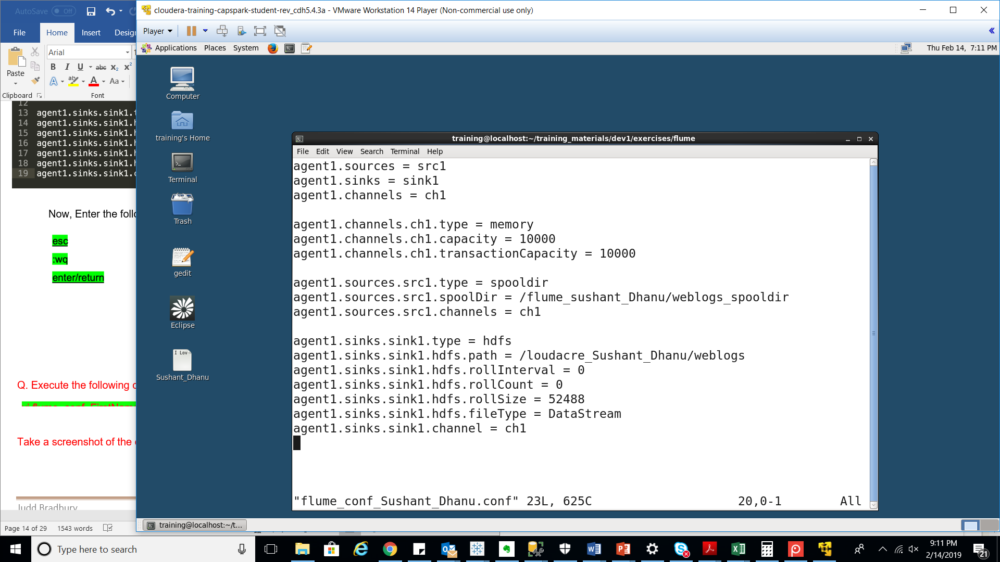 AutoSave Off
cloudera-training-capspark-student-rev_cdh5.4.3a - VMware Workstation 14 Player (Non-commercial use only)
File Home Insert Design
Player
Arial
Applications Places System
Thu Feb 14, 7:11 PM
Paste
B I U abc x₂ x²
A ab A Aa
Clipboard Font
12
13 agent1.sinks.sink1.
14 agent1.sinks.sink1.
15 agent1.sinks.sink1.
16 agent1.sinks.sink1.
17 agent1.sinks.sink1.
18 agent1.sinks.sink1.
19 agent1.sinks.sink1.
Now, Enter the follo
esc
:wq
enter/return
Q. Execute the following
Take a screenshot of the
Judd Bradbury
Page 14 of 29 1543 words
Computer
training's Home
Terminal
Trash
gedit
Eclipse
I Lov
Sushant_Dhanu
training@localhost:~/training_materials/dev1/exercises/flume
File Edit View Search Terminal Help
agent1.sources = src1
agent1.sinks = sink1
agent1.channels = ch1
agent1.channels.ch1.type = memory
agent1.channels.ch1.capacity = 10000
agent1.channels.ch1.transactionCapacity = 10000
agent1.sources.src1.type = spooldir
agent1.sources.src1.spoolDir = /flume_sushant_Dhanu/weblogs_spooldir
agent1.sources.src1.channels = ch1
agent1.sinks.sink1.type = hdfs
agent1.sinks.sink1.hdfs.path = /loudacre_Sushant_Dhanu/weblogs
agent1.sinks.sink1.hdfs.rollInterval = 0
agent1.sinks.sink1.hdfs.rollCount = 0
agent1.sinks.sink1.hdfs.rollSize = 52488
agent1.sinks.sink1.hdfs.fileType = DataStream
agent1.sinks.sink1.channel = ch1
"flume_conf_Sushant_Dhanu.conf" 23L, 625C 20,0-1 All
training@localhost:~/t...
Type here to search
9:11 PM
2/14/2019
21